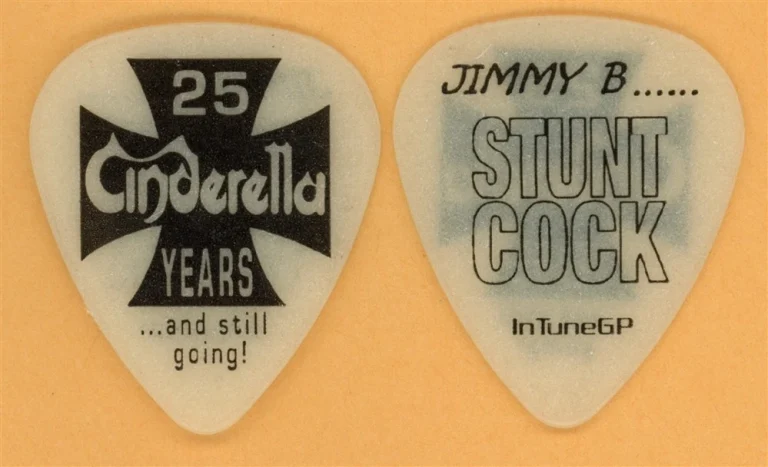 25
Cinderella
YEARS
...and still
going!
JIMMY B......
STUNT
COCK
InTuneGP